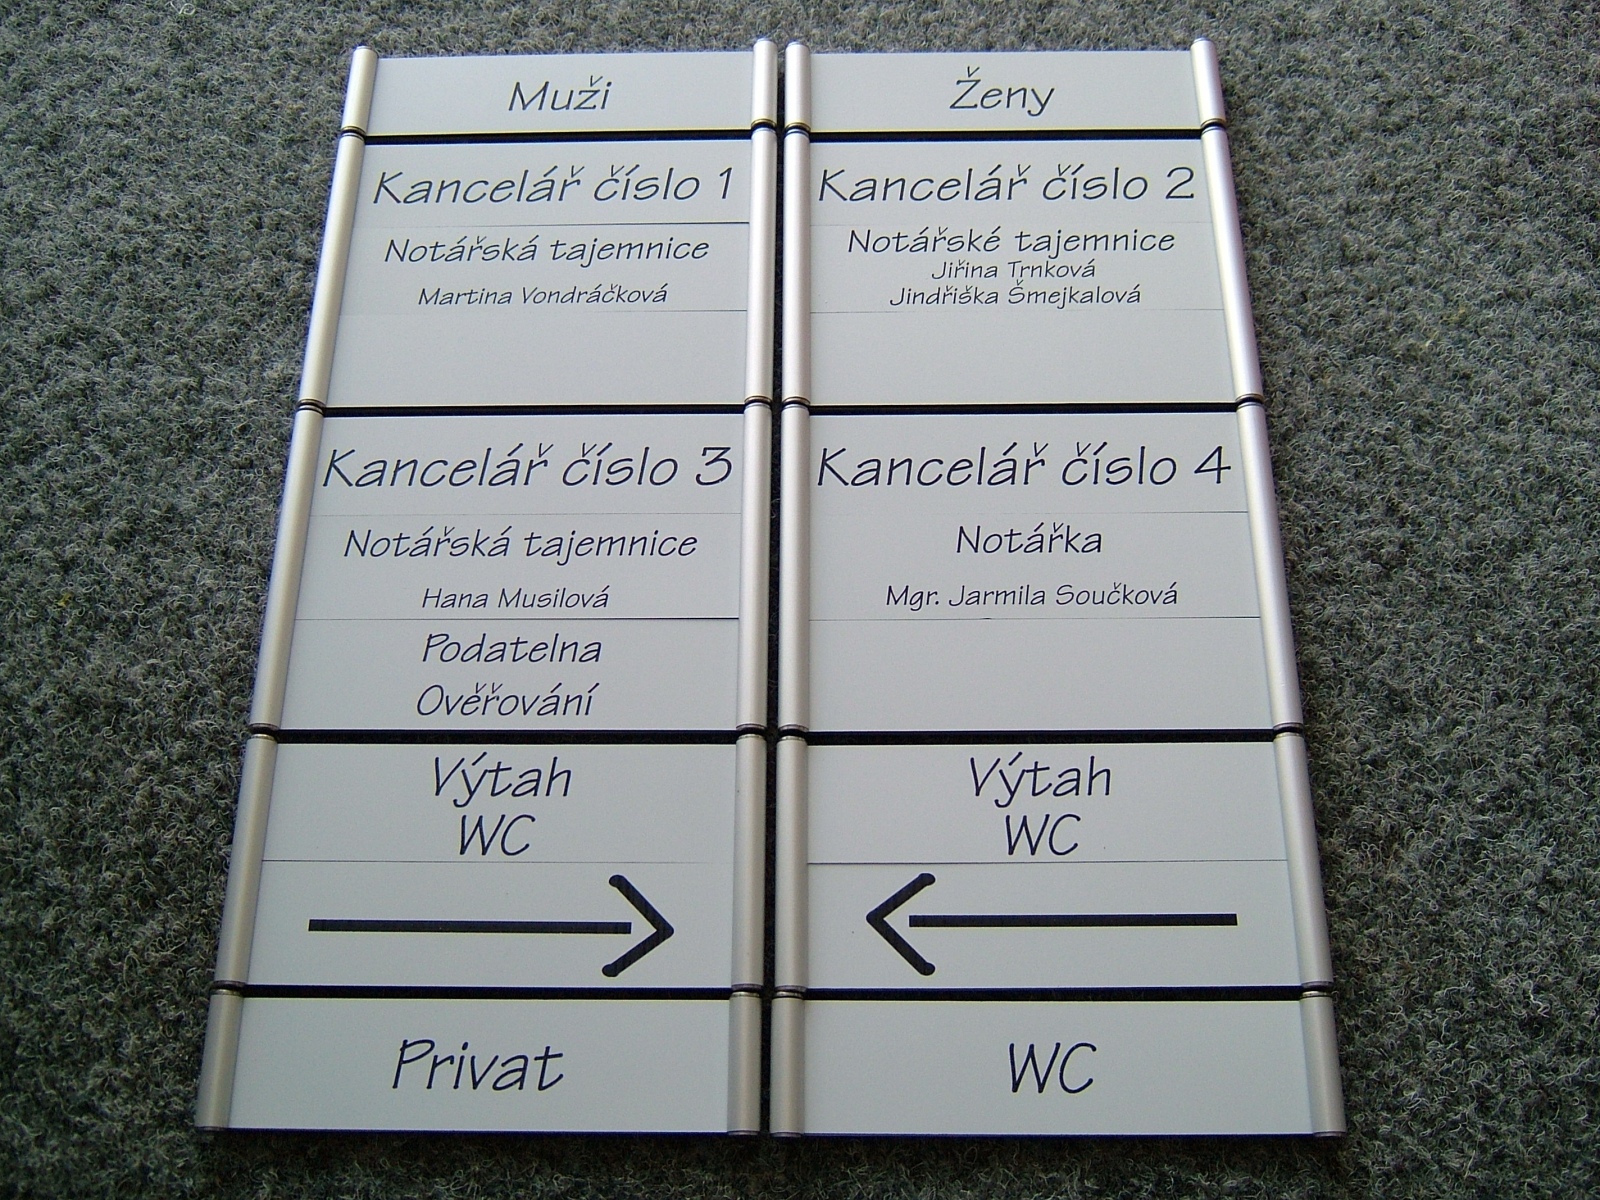 Muži
Ženy
Kancelář číslo 1
Notářská tajemnice
Martina Vondráčková
Kancelář číslo 2
Notářské tajemnice
Jiřina Trnková
Jindřiška Šmejkalová
Kancelář číslo 3
Notářská tajemnice
Hana Musilová
Podatelna
Ověřování
Kancelář číslo 4
Notářka
Mgr. Jarmila Součková
Výtah
WC
Výtah
WC
Privat
WC